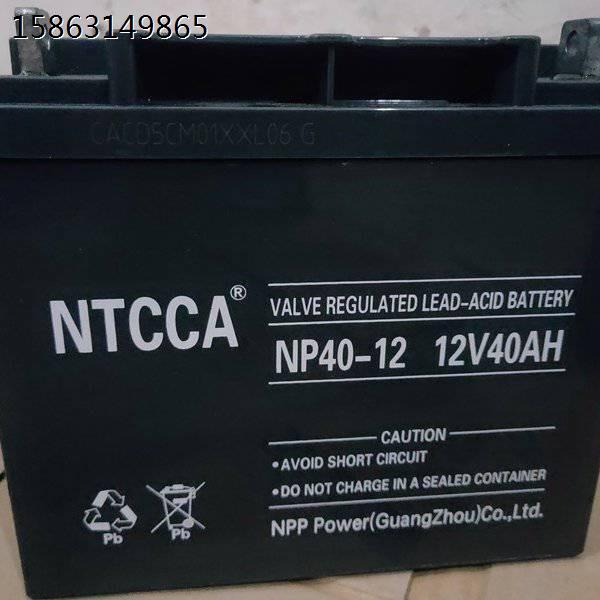 15863149865
CACD5CM01XXL06 G
NTCCA®
VALVE REGULATED LEAD-ACID BATTERY
NP40-12 12V40AH
CAUTION
•AVOID SHORT CIRCUIT
•DO NOT CHARGE IN A SEALED CONTAINER
NPP Power(GuangZhou)Co.,Ltd.
Pb Pb